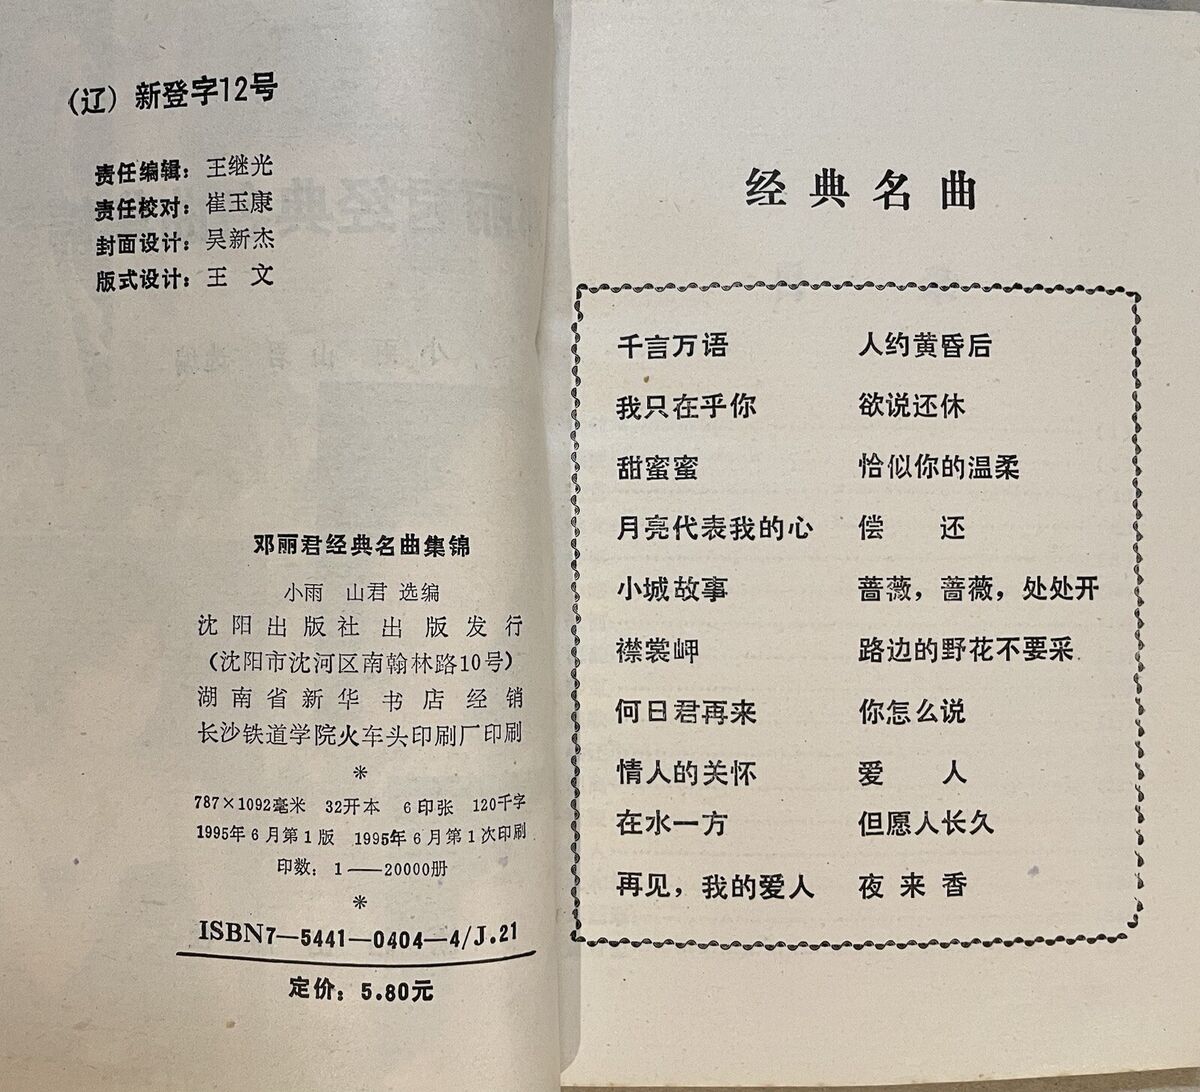 （辽）新登字12号
责任编辑：王继光
责任校对：崔玉康
封面设计：吴新杰
版式设计：王　文
邓丽君经典名曲集锦
小雨　山君 选编
沈阳出版社出版发行
（沈阳市沈河区南翰林路10号）
湖南省新华书店经销
长沙铁道学院火车头印刷厂印刷
*
787×1092毫米　32开本　6印张　120千字
1995年6月第1版　1995年6月第1次印刷
印数：1——20000册
*
ISBN7—5441—0404—4/J.21
定价：5.80元
经典名曲
千言万语　人约黄昏后
我只在乎你　欲说还休
甜蜜蜜　恰似你的温柔
月亮代表我的心　偿　还
小城故事　蔷薇，蔷薇，处处开
襟裳岬　路边的野花不要采
何日君再来　你怎么说
情人的关怀　爱　人
在水一方　但愿人长久
再见，我的爱人　夜来香